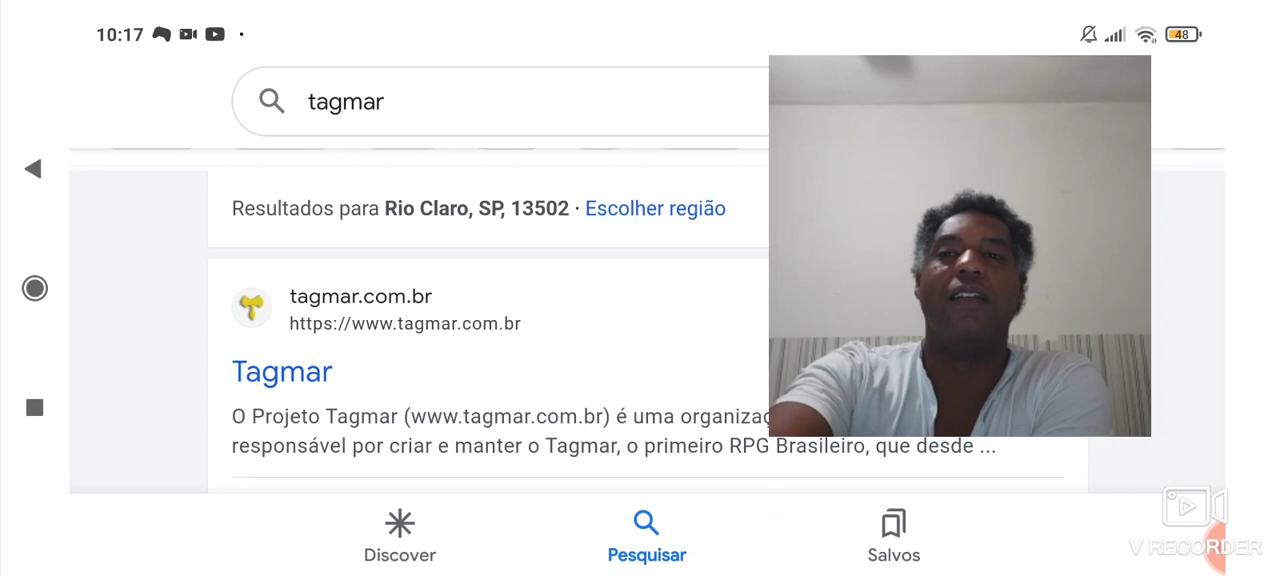 10:17
48
tagmar
Resultados para Rio Claro, SP, 13502 · Escolher região
tagmar.com.br
https://www.tagmar.com.br
Tagmar
O Projeto Tagmar (www.tagmar.com.br) é uma
responsável por criar e manter o Tagmar, o primeiro RPG Brasileiro, que desde ...
Discover
Pesquisar
Salvos
V RECORDER